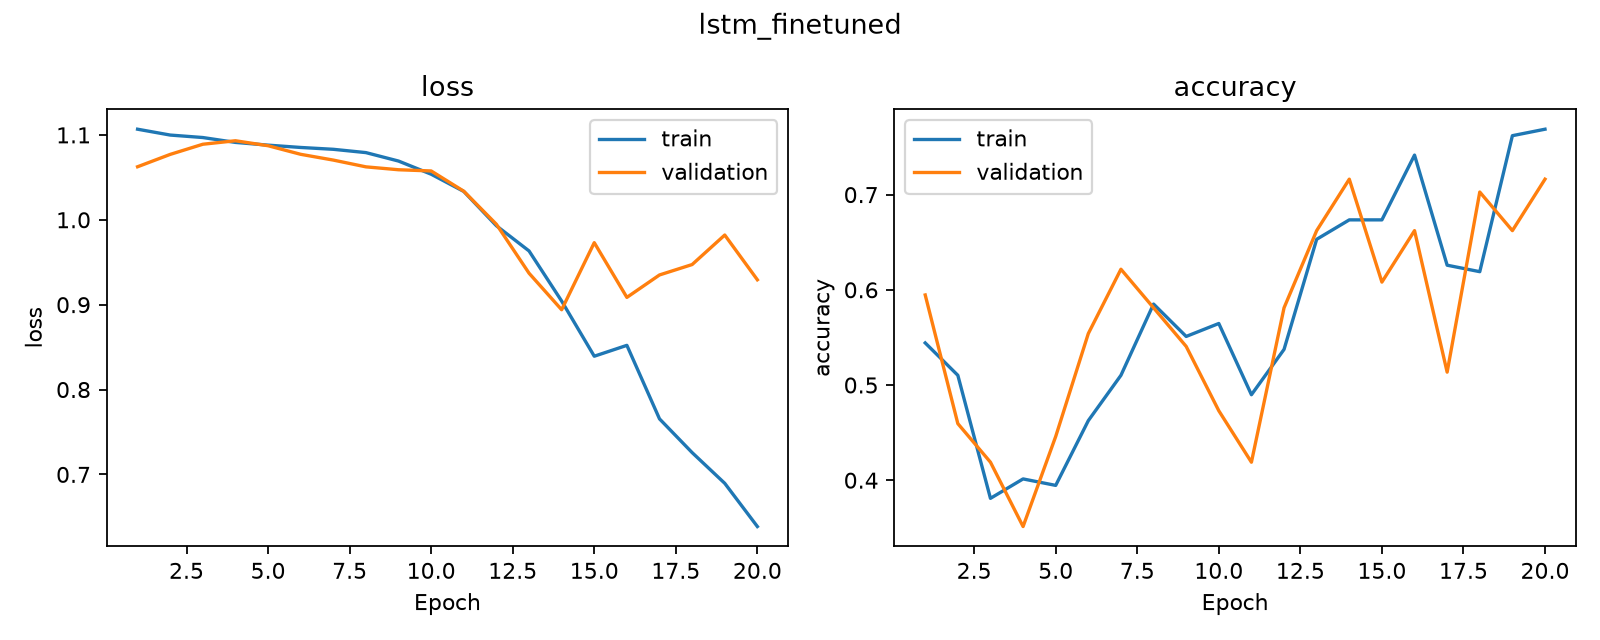 lstm_finetuned
loss
train
validation
1.1
1.0
0.9
0.8
0.7
loss
2.5 5.0 7.5 10.0 12.5 15.0 17.5 20.0
Epoch
accuracy
train
validation
0.7
0.6
0.5
0.4
accuracy
2.5 5.0 7.5 10.0 12.5 15.0 17.5 20.0
Epoch